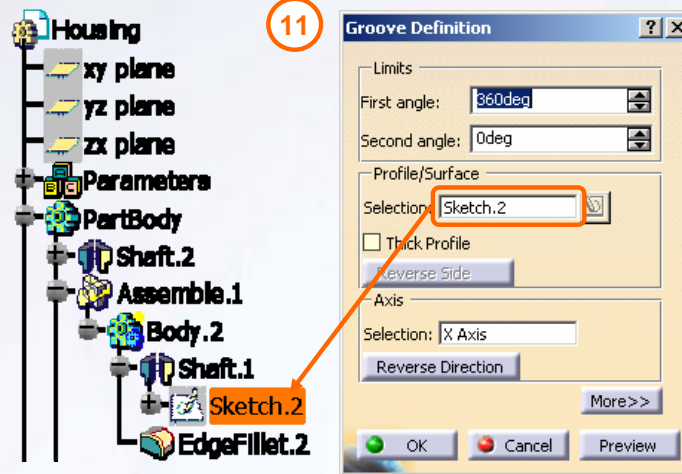 Housing
xy plane
yz plane
zx plane
Parameters
PartBody
Shaft.2
Assemble.1
Body.2
Shaft.1
Sketch.2
EdgeFillet.2
11
Groove Definition ? X
Limits
First angle: 360deg
Second angle: 0deg
Profile/Surface
Selection: Sketch.2
Thick Profile
Reverse Side
Axis
Selection: X Axis
Reverse Direction
More>>
OK Cancel Preview